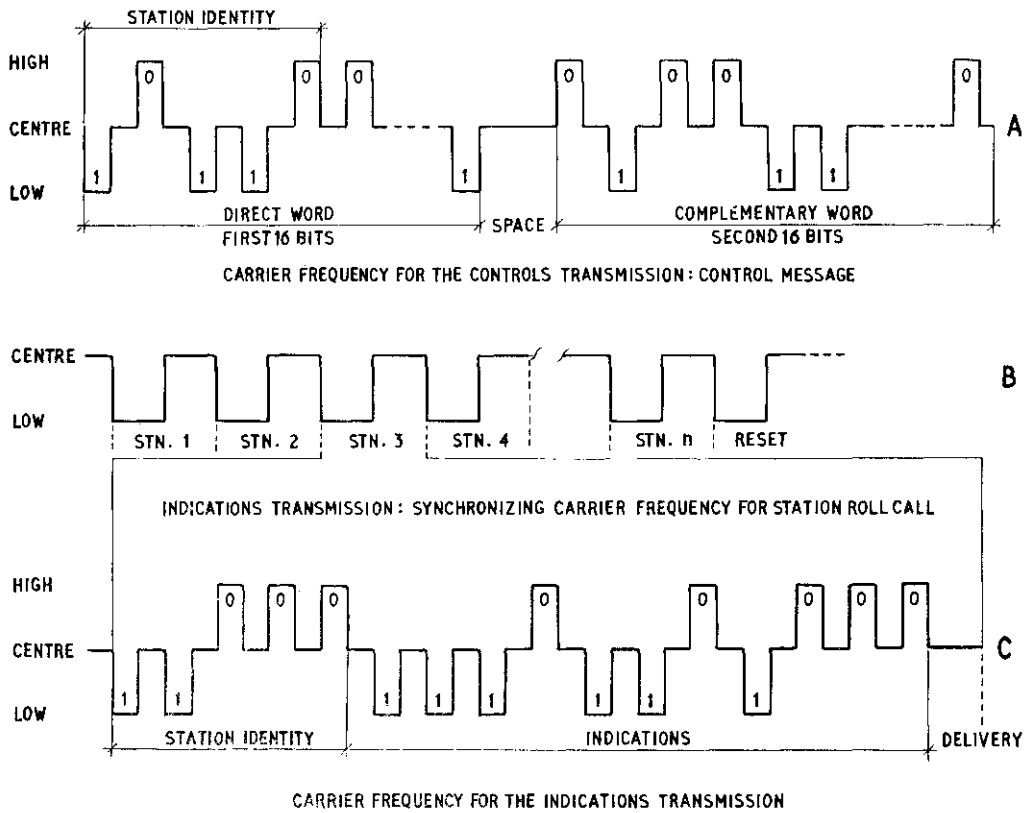 STATION IDENTITY
HIGH
0 0 0 0 0 0 0
CENTRE
A
1 1 1 1 1 1 1
LOW
DIRECT WORD
FIRST 16 BITS
SPACE
COMPLEMENTARY WORD
SECOND 16 BITS
CARRIER FREQUENCY FOR THE CONTROLS TRANSMISSION: CONTROL MESSAGE
CENTRE
B
LOW
STN. 1 STN. 2 STN. 3 STN. 4 STN. n RESET
INDICATIONS TRANSMISSION: SYNCHRONIZING CARRIER FREQUENCY FOR STATION ROLL CALL
HIGH
0 0 0 0 0 0 0 0
CENTRE
C
1 1 1 1 1 1 1 1
LOW
STATION IDENTITY INDICATIONS DELIVERY
CARRIER FREQUENCY FOR THE INDICATIONS TRANSMISSION